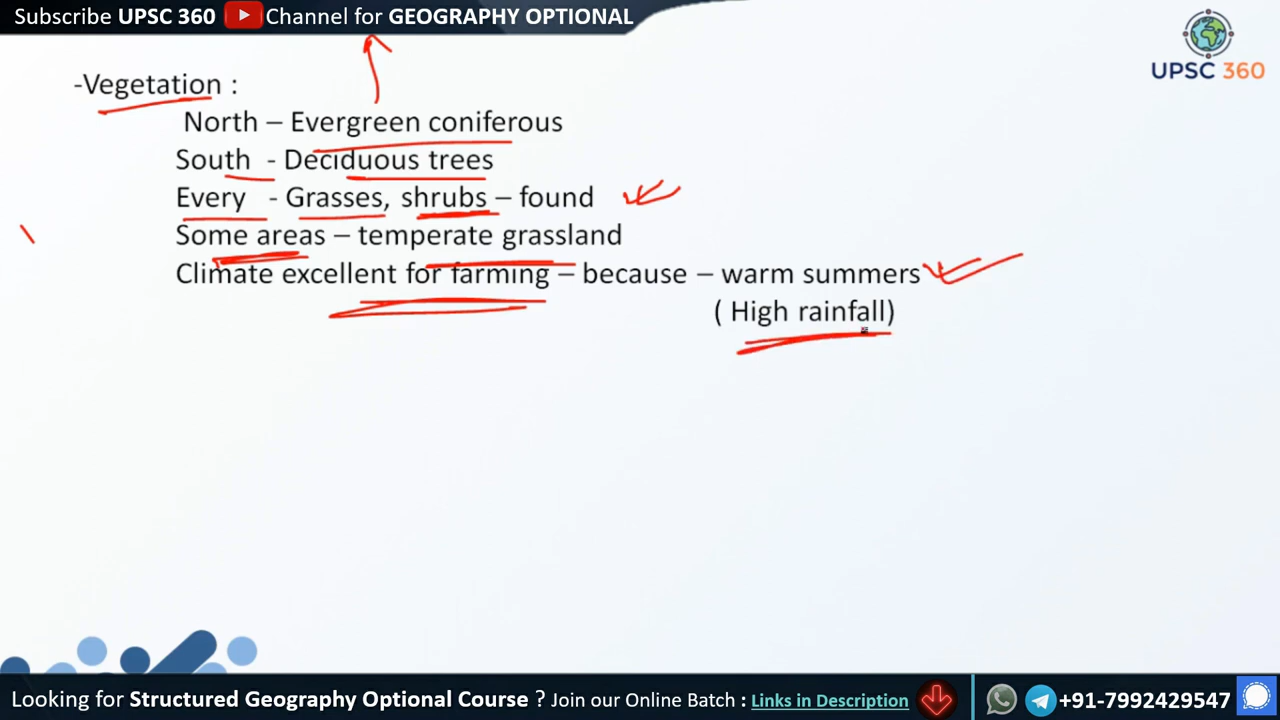 Subscribe UPSC 360 Channel for GEOGRAPHY OPTIONAL
UPSC 360
-Vegetation :
North – Evergreen coniferous
South - Deciduous trees
Every - Grasses, shrubs – found
Some areas – temperate grassland
Climate excellent for farming – because – warm summers
( High rainfall)
Looking for Structured Geography Optional Course ? Join our Online Batch : Links in Description
+91-7992429547